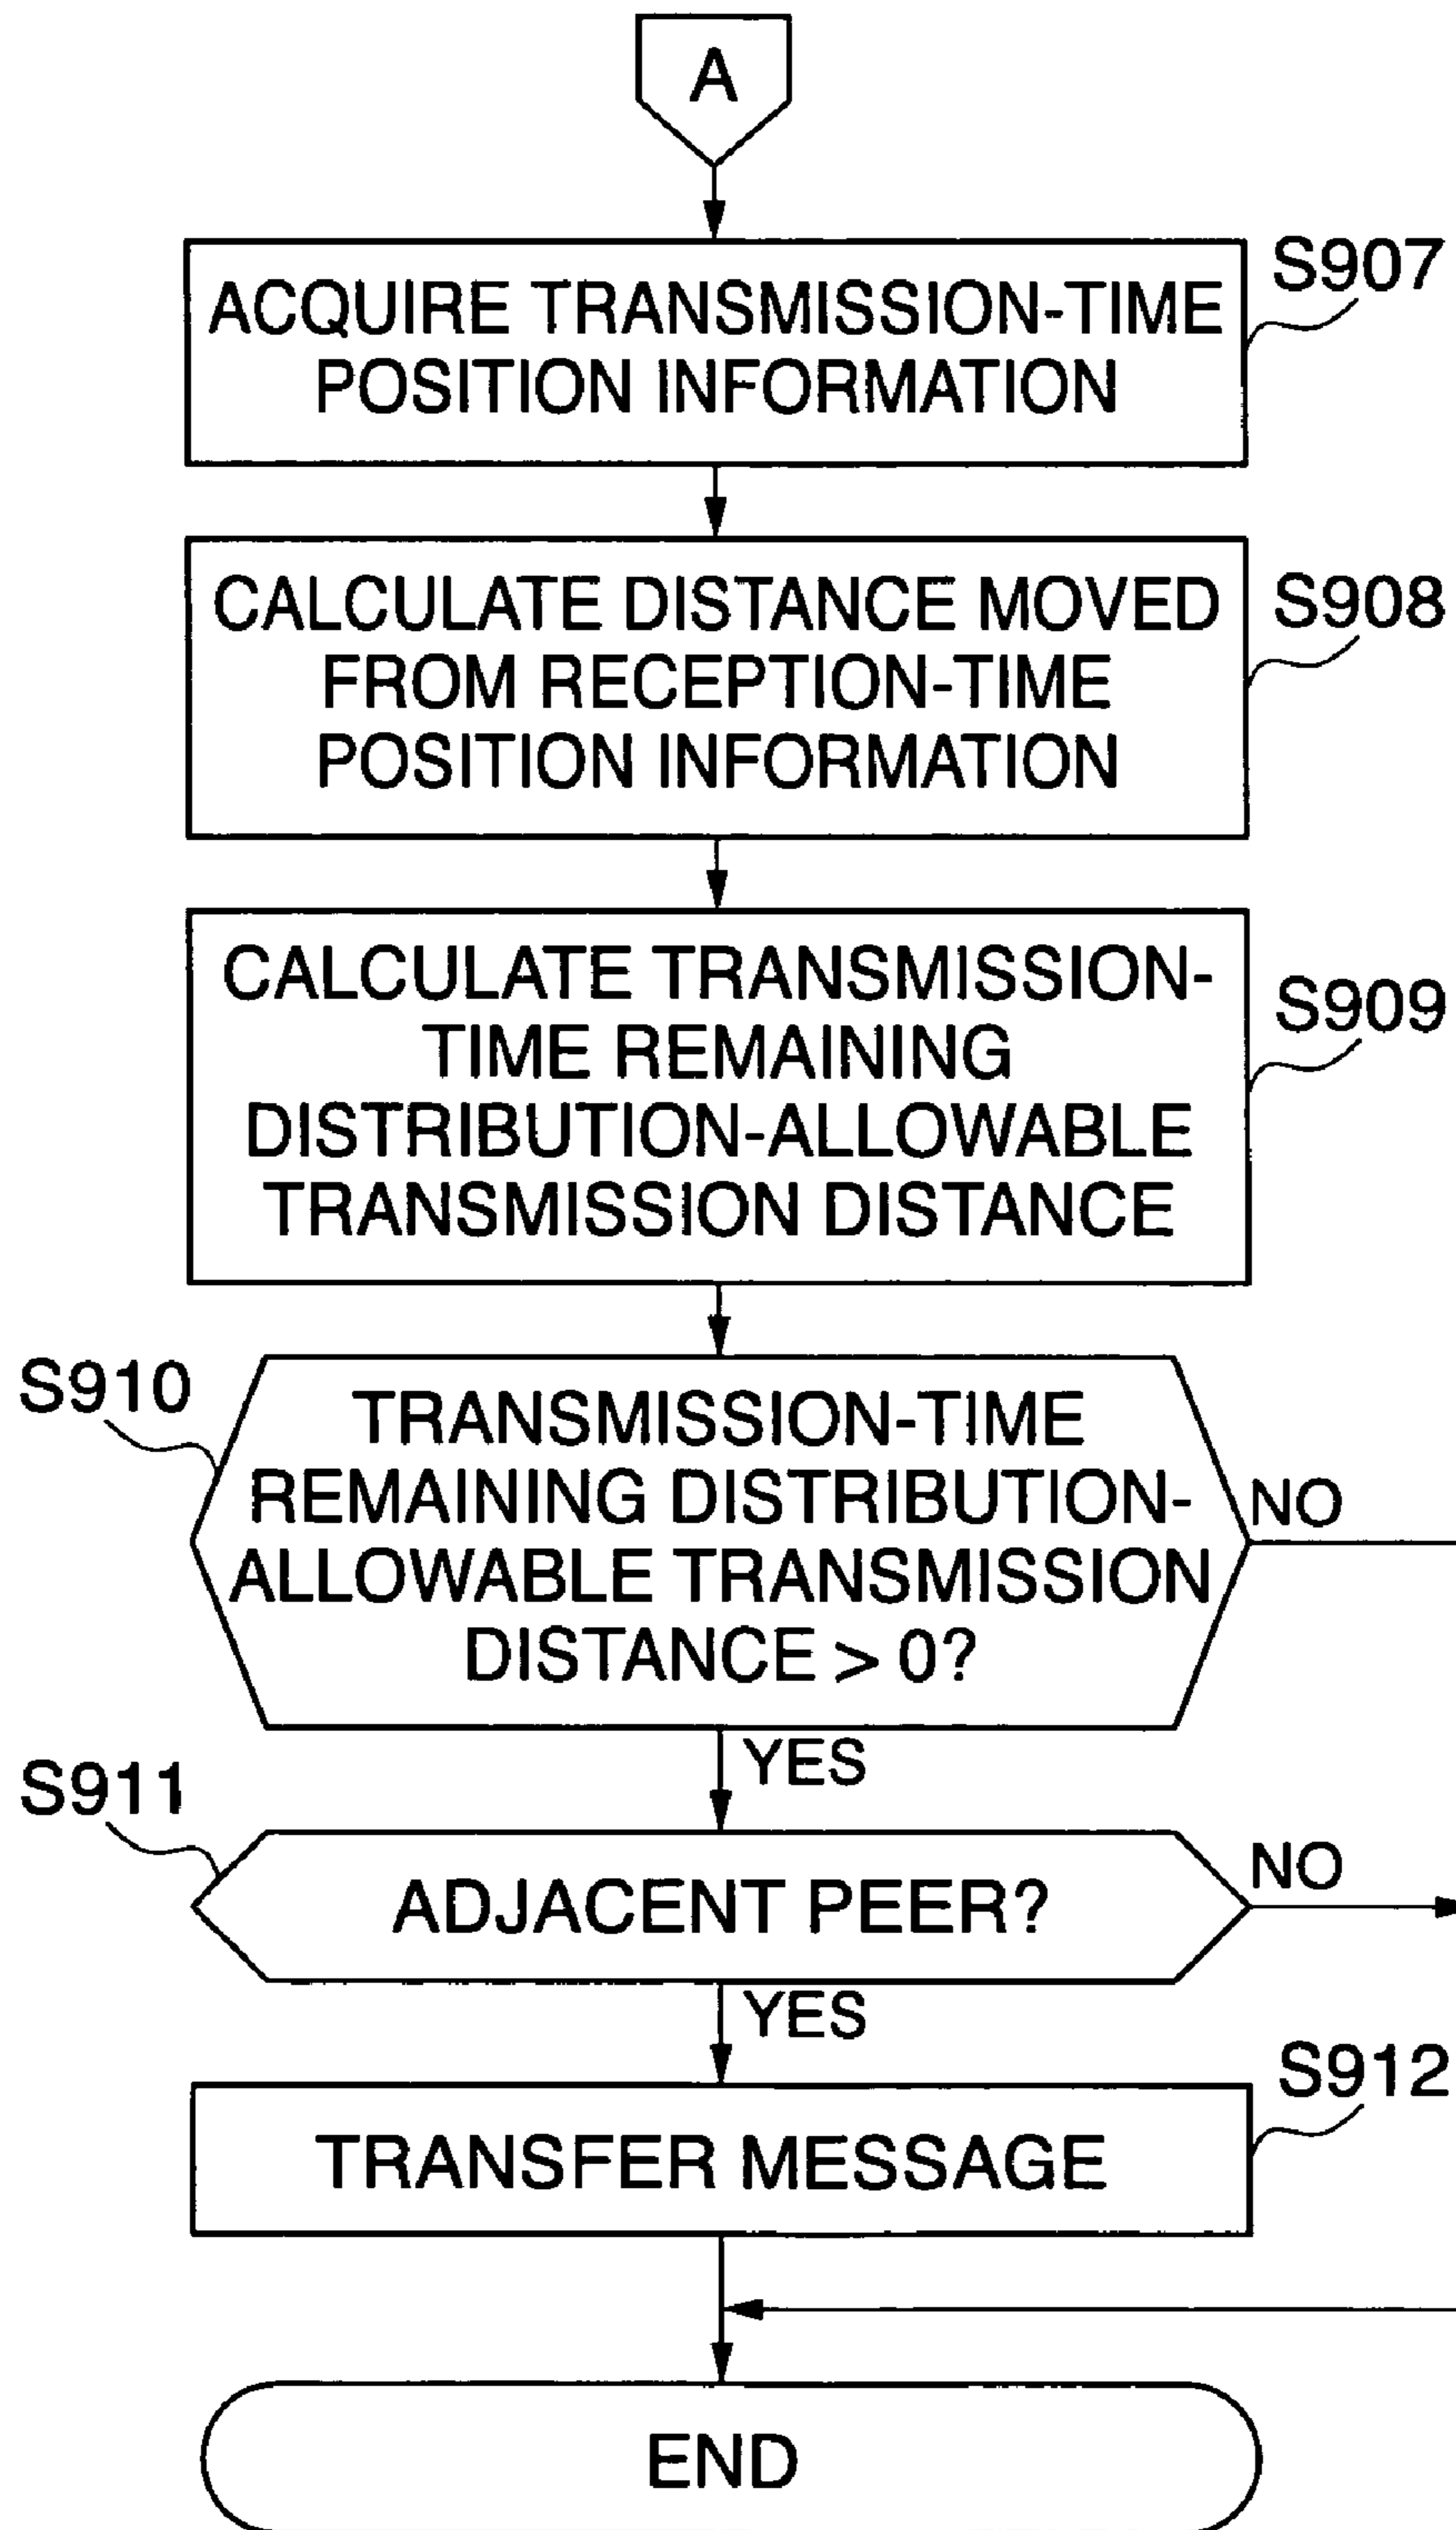 A
S907
ACQUIRE TRANSMISSION-TIME
POSITION INFORMATION
S908
CALCULATE DISTANCE MOVED
FROM RECEPTION-TIME
POSITION INFORMATION
S909
CALCULATE TRANSMISSION-
TIME REMAINING
DISTRIBUTION-ALLOWABLE
TRANSMISSION DISTANCE
S910
TRANSMISSION-TIME
REMAINING DISTRIBUTION-
ALLOWABLE TRANSMISSION
DISTANCE > 0?
NO
YES
S911
ADJACENT PEER?
NO
YES
S912
TRANSFER MESSAGE
END